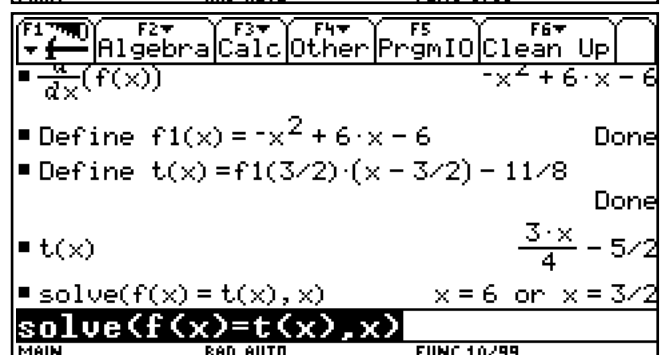 F1 F2 F3 F4 F5 F6
Algebra Calc Other PrgmIO Clean Up
d/dx(f(x)) -x² + 6·x - 6
Define f1(x) = -x² + 6·x - 6 Done
Define t(x) = f1(3/2)·(x - 3/2) - 11/8
Done
t(x) 3·x/4 - 5/2
solve(f(x) = t(x), x) x = 6 or x = 3/2
solve(f(x)=t(x),x)
MAIN RAD AUTO FUNC 10/99